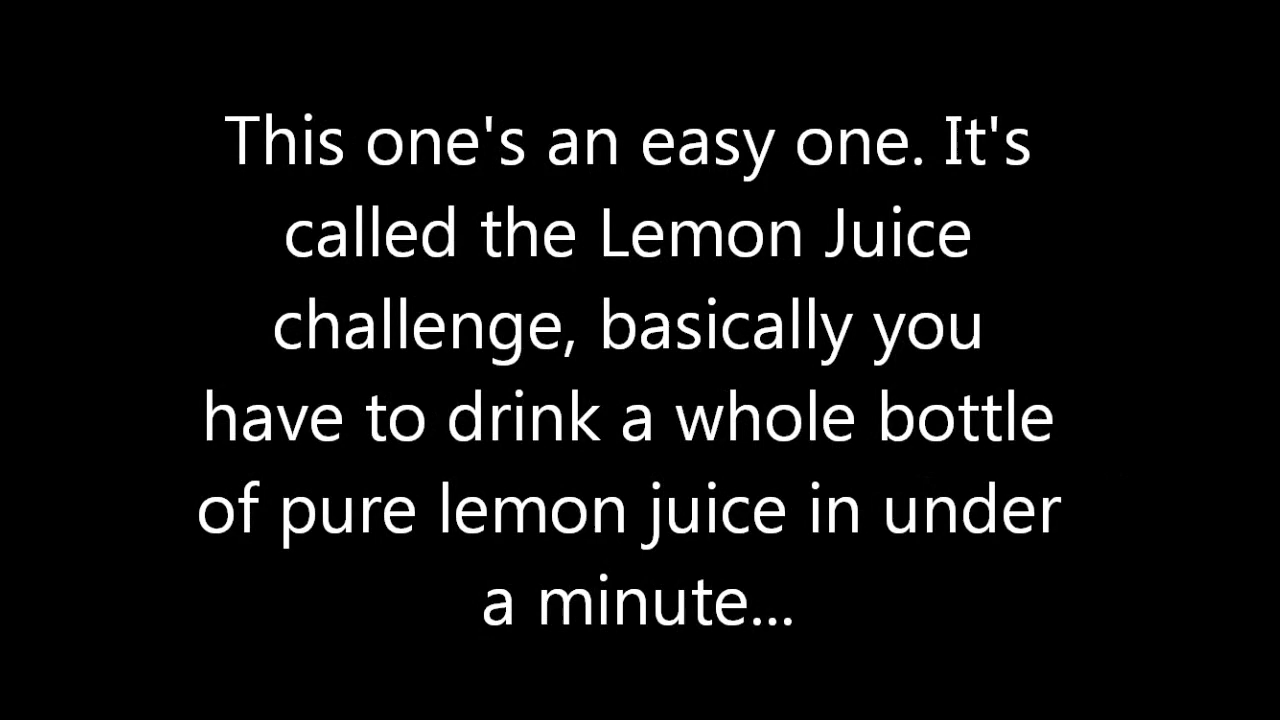 This one's an easy one. It's
called the Lemon Juice
challenge, basically you
have to drink a whole bottle
of pure lemon juice in under
a minute...